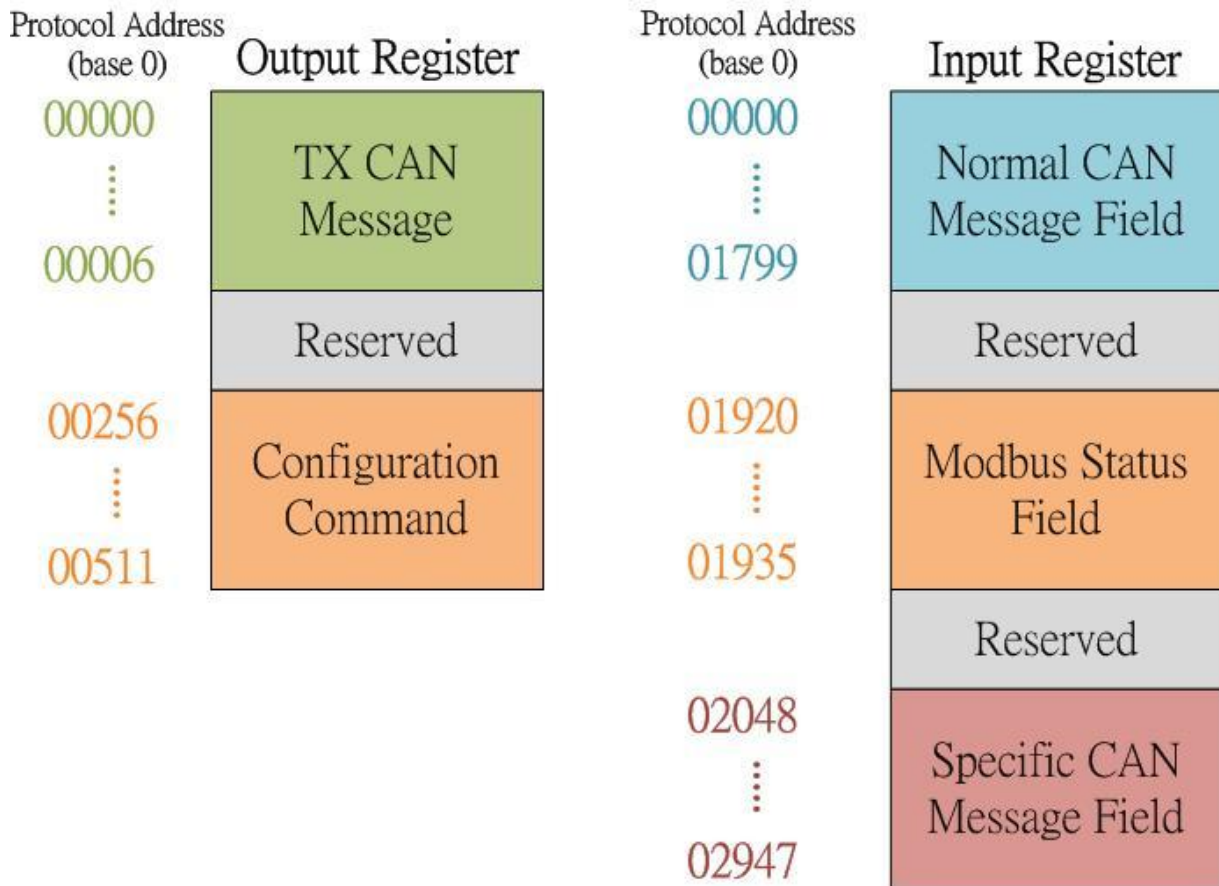 Protocol Address
(base 0)
Output Register
00000
00006
TX CAN
Message
Reserved
00256
00511
Configuration
Command
Protocol Address
(base 0)
Input Register
00000
01799
Normal CAN
Message Field
Reserved
01920
01935
Modbus Status
Field
Reserved
02048
02947
Specific CAN
Message Field